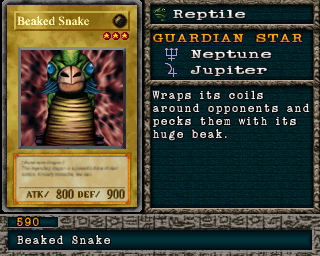 Beaked Snake
Reptile
GUARDIAN STAR
Neptune
Jupiter
Wraps its coils
around opponents and
pecks them with its
huge beak.
ATK/ 800 DEF/ 900
590
Beaked Snake